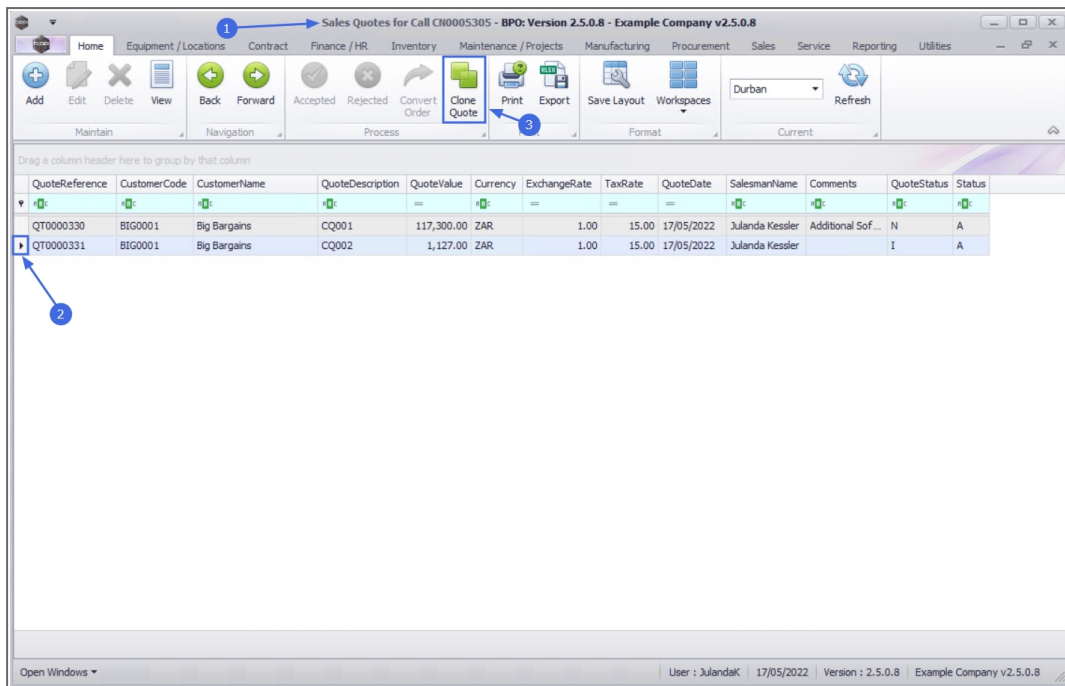 1
Sales Quotes for Call CN0005305 - BPO: Version 2.5.0.8 - Example Company v2.5.0.8
Home Equipment / Locations Contract Finance / HR Inventory Maintenance / Projects Manufacturing Procurement Sales Service Reporting Utilities
Add Edit Delete View Back Forward Accepted Rejected Convert Order Clone Quote Print Export Save Layout Workspaces Durban Refresh
3
Maintain Navigation Process Format Current
Drag a column header here to group by that column
QuoteReference CustomerCode CustomerName QuoteDescription QuoteValue Currency ExchangeRate TaxRate QuoteDate SalesmanName Comments QuoteStatus Status
QT0000330 BIG0001 Big Bargains CQ001 117,300.00 ZAR 1.00 15.00 17/05/2022 Julanda Kessler Additional Sof... N A
QT0000331 BIG0001 Big Bargains CQ002 1,127.00 ZAR 1.00 15.00 17/05/2022 Julanda Kessler I A
2
Open Windows User : JulandaK 17/05/2022 Version : 2.5.0.8 Example Company v2.5.0.8